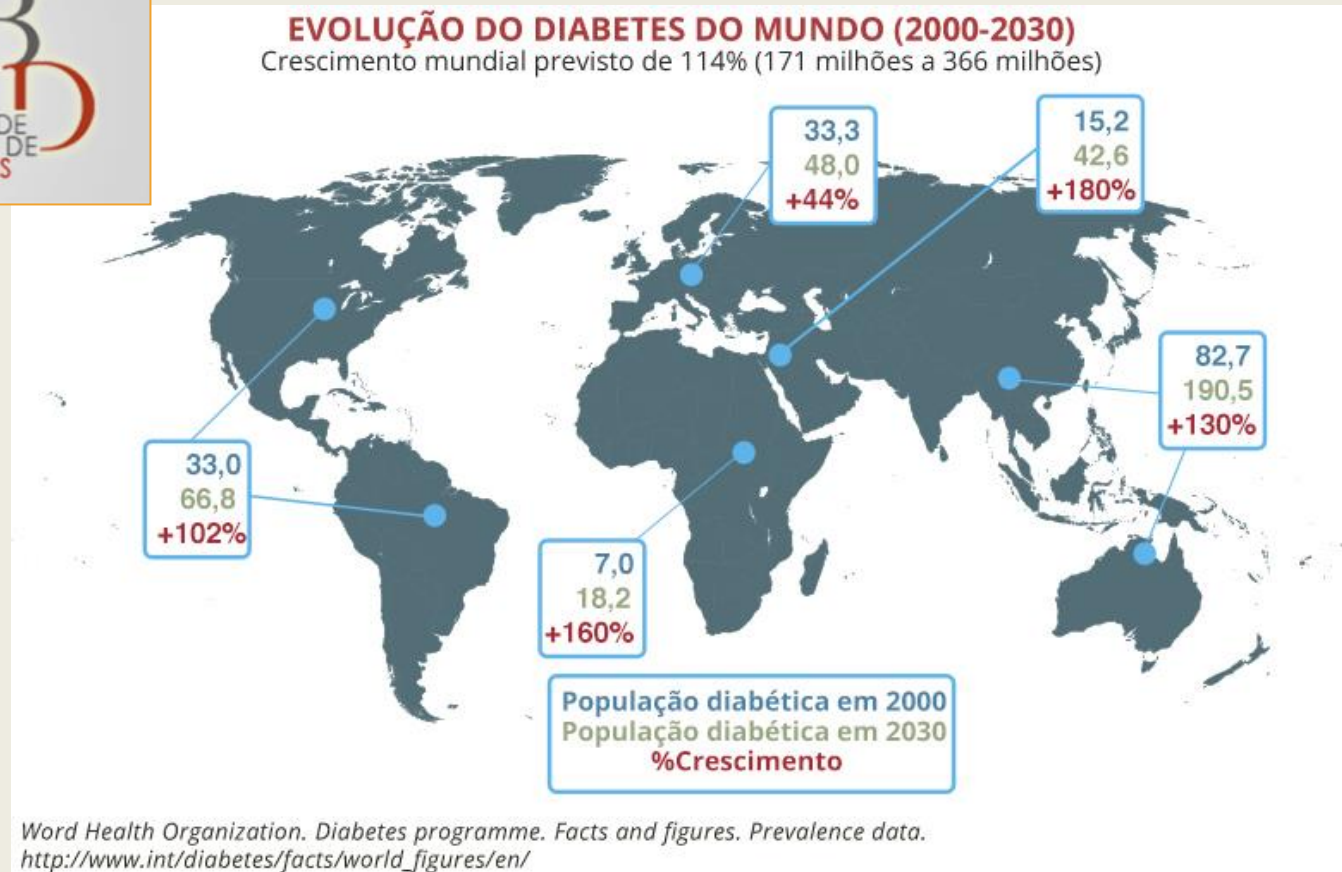 DE
DE
S
EVOLUÇÃO DO DIABETES DO MUNDO (2000-2030)
Crescimento mundial previsto de 114% (171 milhões a 366 milhões)
33,3
48,0
+44%
15,2
42,6
+180%
82,7
190,5
+130%
33,0
66,8
+102%
7,0
18,2
+160%
População diabética em 2000
População diabética em 2030
%Crescimento
Word Health Organization. Diabetes programme. Facts and figures. Prevalence data.
http://www.int/diabetes/facts/world_figures/en/